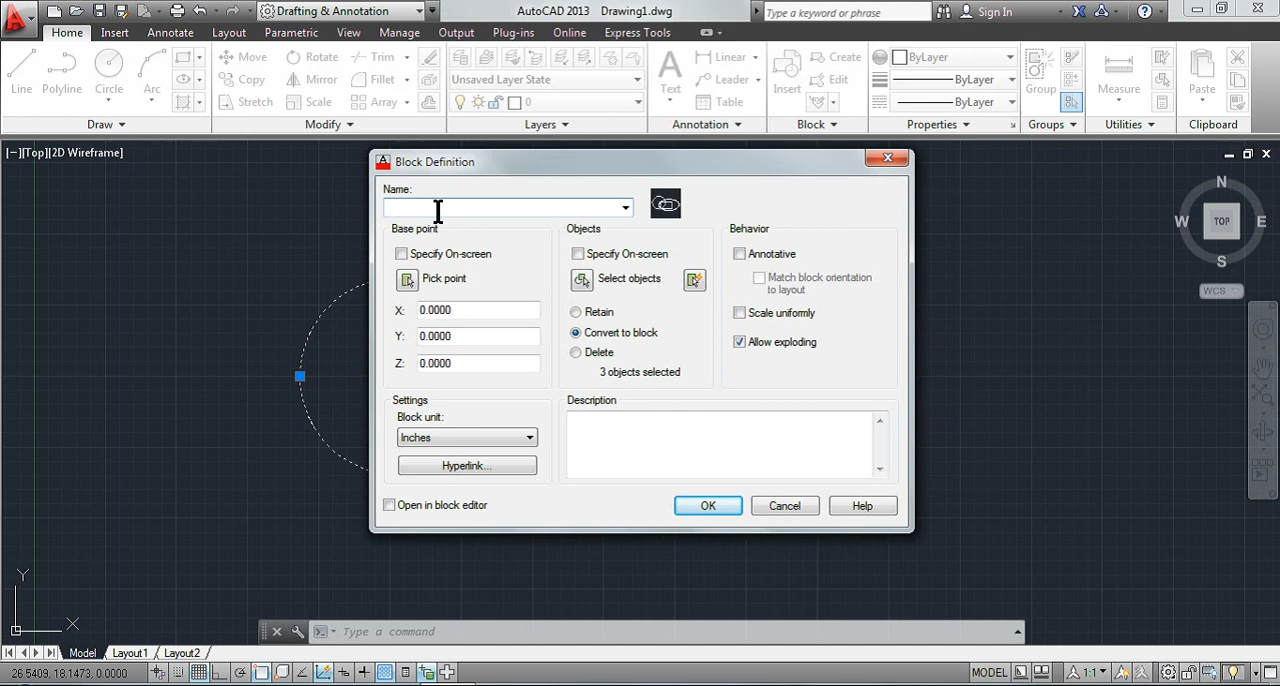 Drafting & Annotation
AutoCAD 2013 Drawing1.dwg
Type a keyword or phrase
Sign In
Home Insert Annotate Layout Parametric View Manage Output Plug-ins Online Express Tools
Line
Polyline
Circle
Arc
Draw
Move
Rotate
Trim
Copy
Mirror
Fillet
Stretch
Scale
Array
Modify
Unsaved Layer State
0
Layers
Text
Linear
Leader
Table
Annotation
Insert
Create
Edit
Block
ByLayer
ByLayer
ByLayer
Properties
Group
Groups
Measure
Utilities
Paste
Clipboard
[−][Top][2D Wireframe]
N
W
TOP
E
S
WCS
Block Definition
Name:
Base point
Specify On-screen
Pick point
X: 0.0000
Y: 0.0000
Z: 0.0000
Objects
Specify On-screen
Select objects
Retain
Convert to block
Delete
3 objects selected
Behavior
Annotative
Match block orientation
to layout
Scale uniformly
Allow exploding
Settings
Block unit:
Inches
Hyperlink...
Description
Open in block editor
OK
Cancel
Help
Y
X
Type a command
Model
Layout1
Layout2
26.5409, 18.1473, 0.0000
MODEL
1:1